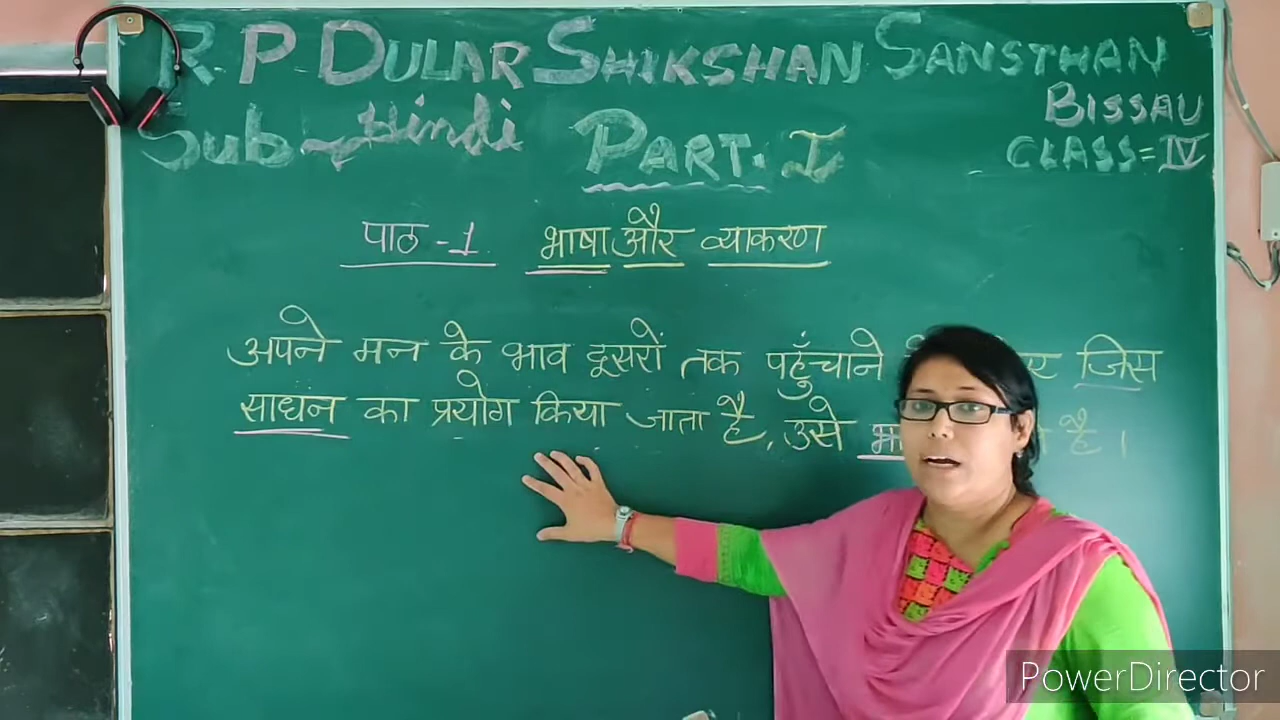 R. P. DULAR SHIKSHAN SANSTHAN
BISSAU
Sub - Hindi PART. I CLASS = IV
पाठ - 1 भाषा और व्याकरण
अपने मन के भाव दूसरों तक पहुँचाने जिस
साधन का प्रयोग किया जाता है, उसे है।
PowerDirector